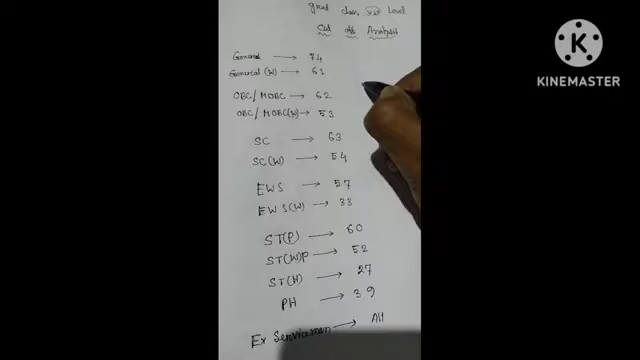 grad class Level
Cut off Analysis
General → 74
General (W) → 61
OBC/MOBC → 62
OBC/MOBC(W) → 53
SC → 63
SC(W) → 54
EWS → 57
EWS(W) → 33
ST(P) → 60
ST(W)P → 52
ST(H) → 27
PH → 39
Ex Serviceman → All
KINEMASTER